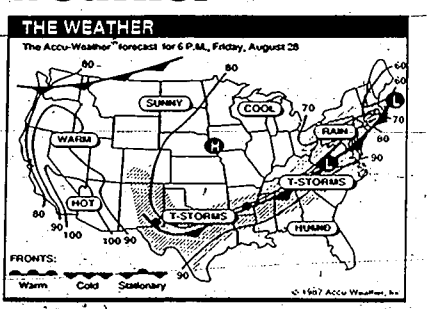 THE WEATHER
The Accu-Weather™ forecast for 6 P.M., Friday, August 28
80
80
60
60
SUNNY
COOL
70
L
70
RAIN
WARM
H
80
L
90
T-STORMS
HOT
T-STORMS
80
90
100
100 90
HUMID
90
FRONTS:
Warm Cold Stationary
© 1987 Accu-Weather, Inc.